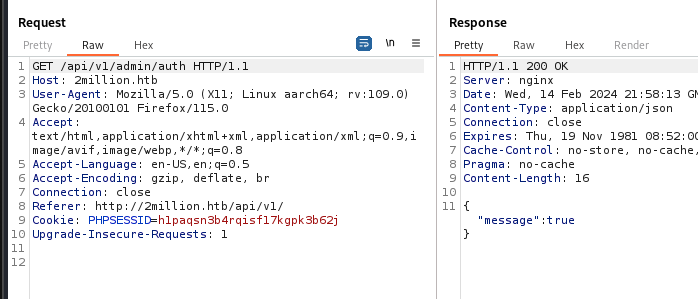 Request
Pretty Raw Hex
\n
1 GET /api/v1/admin/auth HTTP/1.1
2 Host: 2million.htb
3 User-Agent: Mozilla/5.0 (X11; Linux aarch64; rv:109.0)
Gecko/20100101 Firefox/115.0
4 Accept:
text/html,application/xhtml+xml,application/xml;q=0.9,i
mage/avif,image/webp,*/*;q=0.8
5 Accept-Language: en-US,en;q=0.5
6 Accept-Encoding: gzip, deflate, br
7 Connection: close
8 Referer: http://2million.htb/api/v1/
9 Cookie: PHPSESSID=h1paqsn3b4rqisf17kgpk3b62j
10 Upgrade-Insecure-Requests: 1
11
12
Response
Pretty Raw Hex Render
1 HTTP/1.1 200 OK
2 Server: nginx
3 Date: Wed, 14 Feb 2024 21:58:13 GM
4 Content-Type: application/json
5 Connection: close
6 Expires: Thu, 19 Nov 1981 08:52:00
7 Cache-Control: no-store, no-cache,
8 Pragma: no-cache
9 Content-Length: 16
10
11 {
"message":true
}